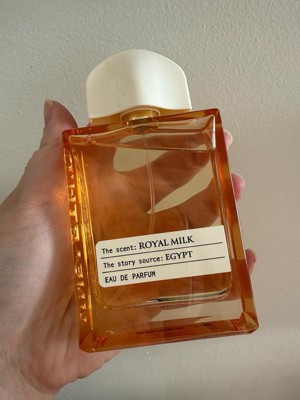 The scent: ROYAL MILK
The story source: EGYPT
EAU DE PARFUM